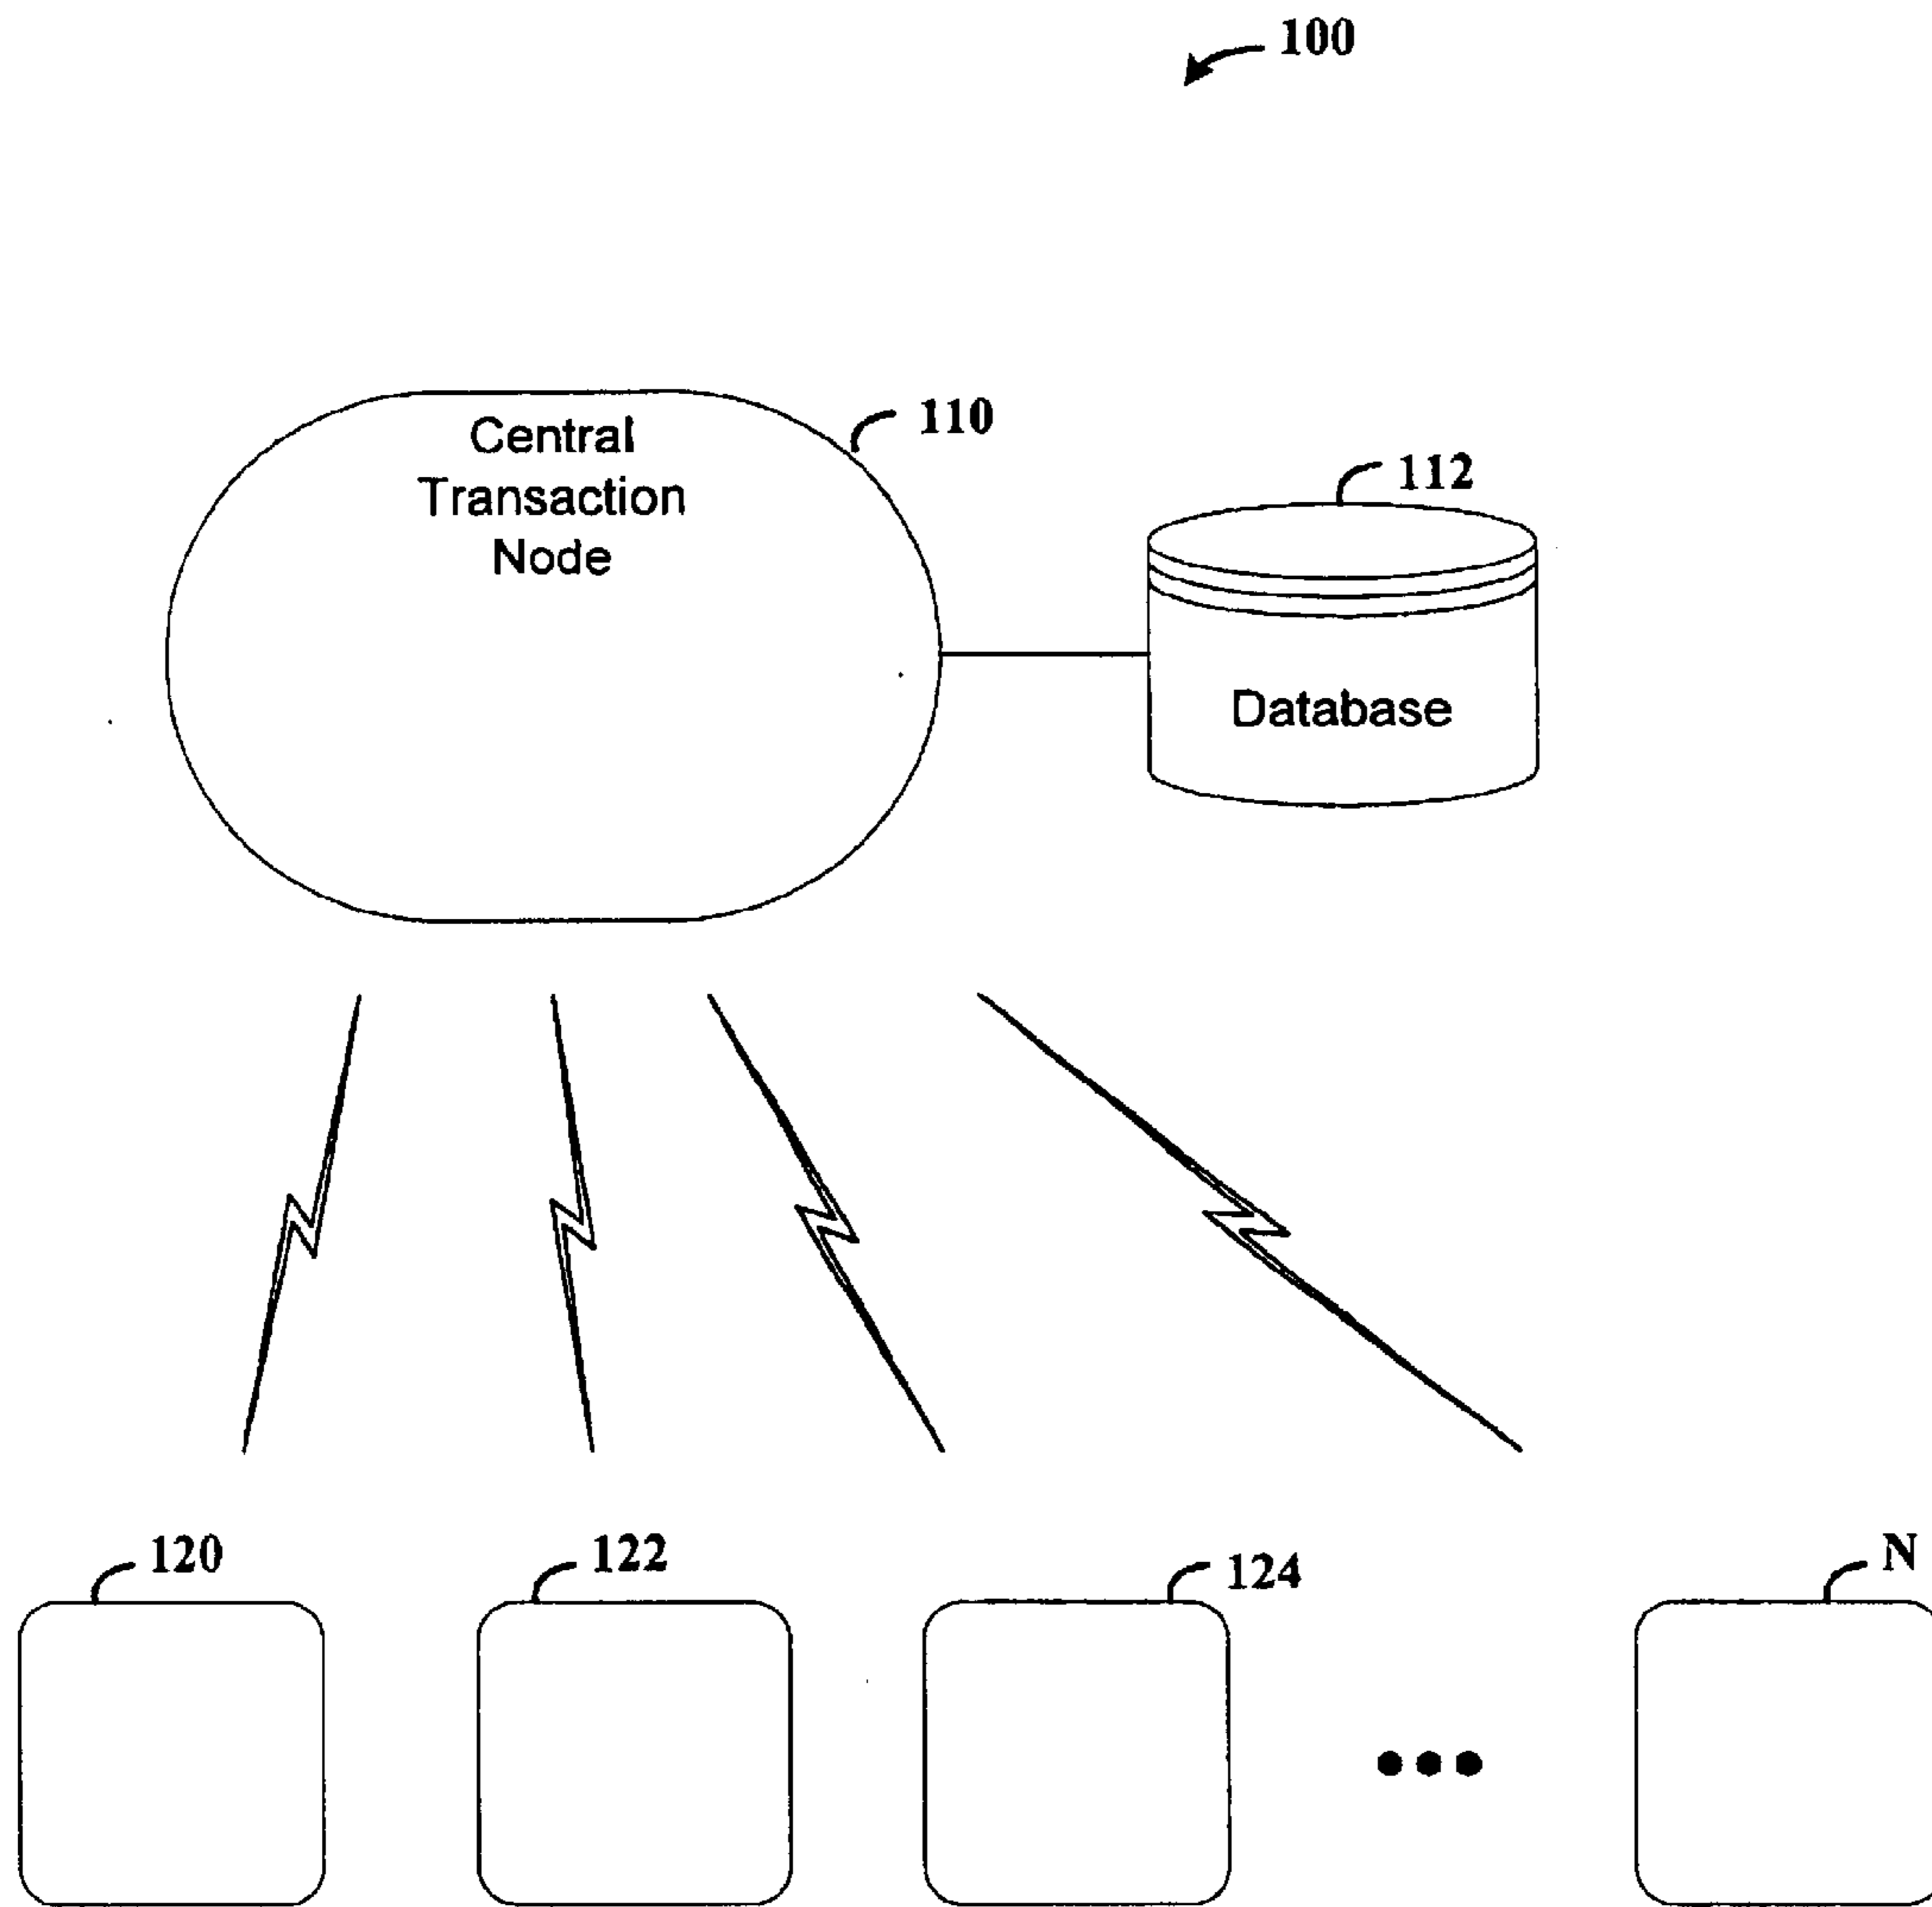 100
Central
Transaction
Node
110
112
Database
120
122
124
N